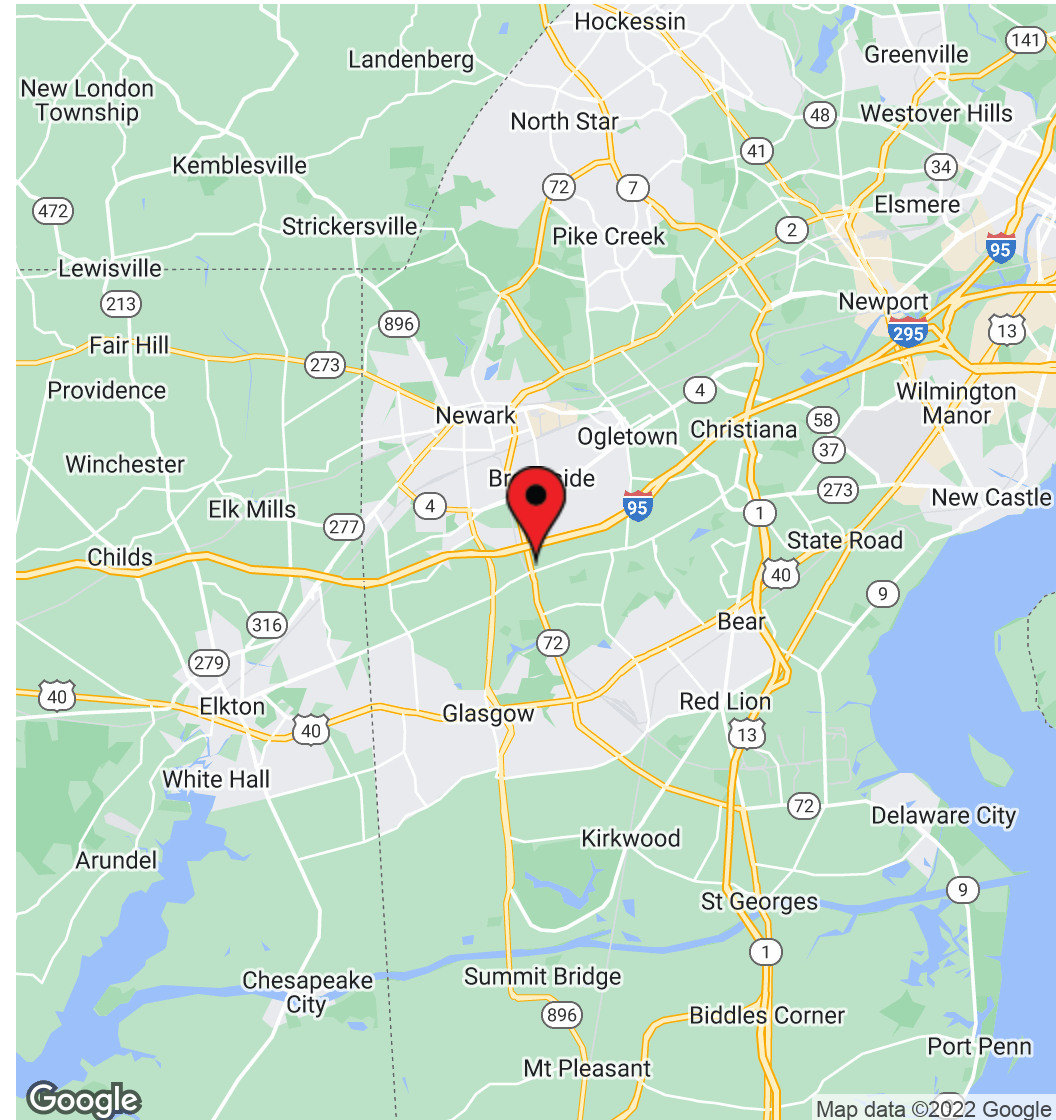 Hockessin
141
Greenville
Landenberg
New London
Township
48
Westover Hills
North Star
41
Kemblesville
34
72
7
472
Elsmere
Strickersville
2
Pike Creek
95
Lewisville
213
Newport
896
295
13
Fair Hill
273
Providence
4
Wilmington
Manor
Newark
58
Christiana
Ogletown
37
Winchester
273
New Castle
4
95
Elk Mills
1
277
State Road
Childs
40
9
316
Bear
72
279
40
Elkton
Red Lion
Glasgow
40
13
White Hall
72
Delaware City
Kirkwood
Arundel
9
St Georges
1
Summit Bridge
Chesapeake
City
896
Biddles Corner
Port Penn
Mt Pleasant
Google
Map data ©2022 Google